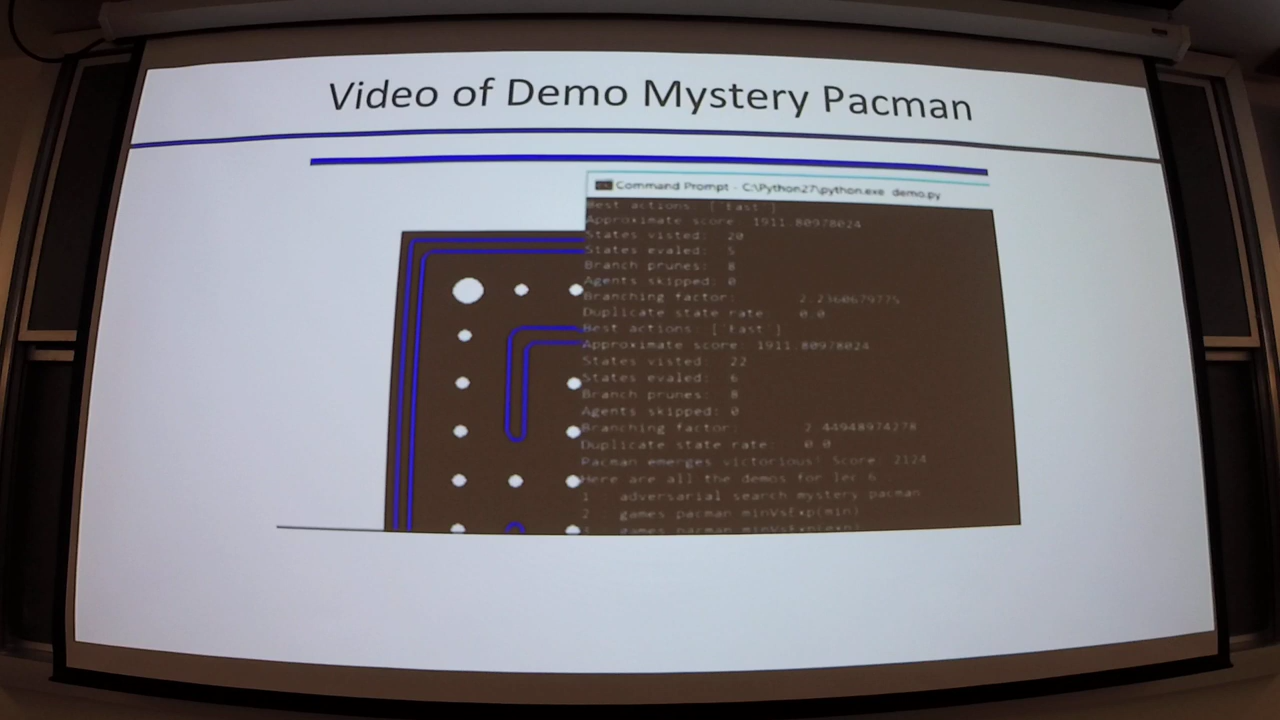 Video of Demo Mystery Pacman
Command Prompt - C:\Python27\python.exe demo.py
Best actions: ['East']
Approximate score: 1911.80978024
States visted: 20
States evaled: 5
Branch prunes: 8
Agents skipped: 0
Branching factor: 2.2360679775
Duplicate state rate: 0.0
Best actions: ['East']
Approximate score: 1911.80978024
States visted: 22
States evaled: 6
Branch prunes: 8
Agents skipped: 0
Branching factor: 2.44948974278
Duplicate state rate: 0.0
Pacman emerges victorious! Score: 2124
Here are all the demos for lec 6
1 adversarial search mystery pacman
2 games pacman minVsExp(min)
games pacman minVsExp(exp)